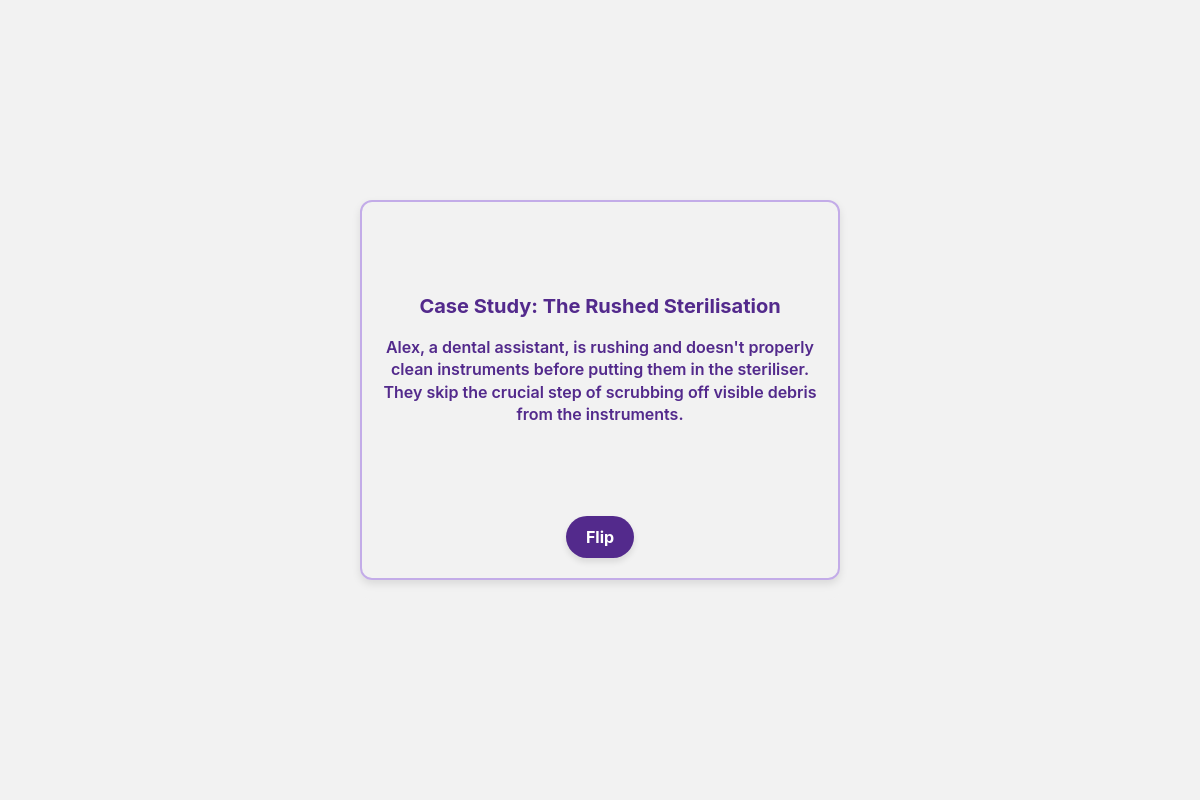 Case Study: The Rushed Sterilisation
Alex, a dental assistant, is rushing and doesn't properly
clean instruments before putting them in the steriliser.
They skip the crucial step of scrubbing off visible debris
from the instruments.
Flip